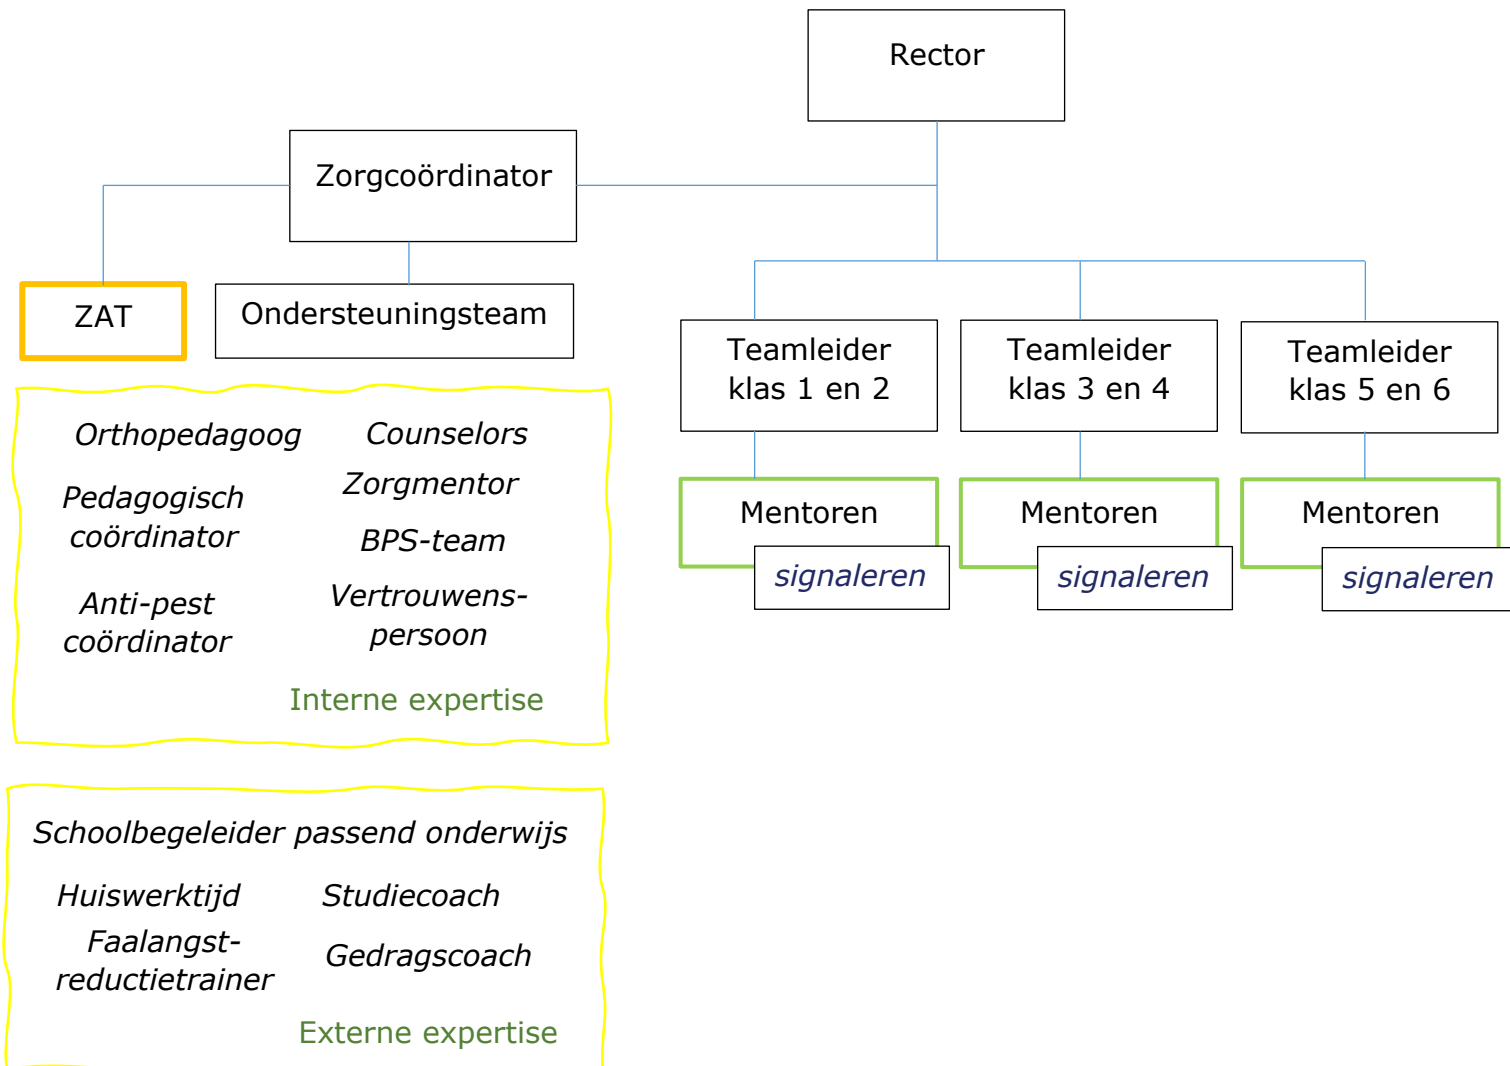 Rector
Zorgcoördinator
ZAT
Ondersteuningsteam
Teamleider
klas 1 en 2
Teamleider
klas 3 en 4
Teamleider
klas 5 en 6
Mentoren
signaleren
Mentoren
signaleren
Mentoren
signaleren
Orthopedagoog
Counselors
Pedagogisch
coördinator
Zorgmentor
BPS-team
Anti-pest
coördinator
Vertrouwens-
persoon
Interne expertise
Schoolbegeleider passend onderwijs
Huiswerktijd
Studiecoach
Faalangst-
reductietrainer
Gedragscoach
Externe expertise